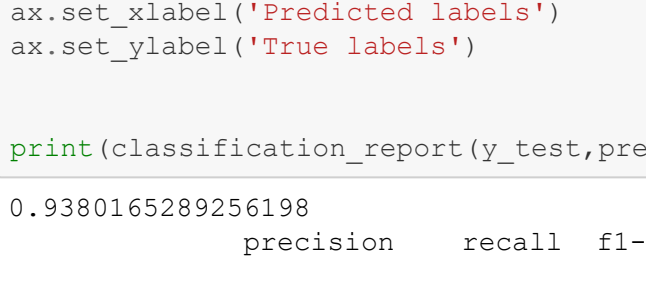 ax.set_xlabel('Predicted labels')
ax.set_ylabel('True labels')
print(classification_report(y_test,pre
0.9380165289256198
precision recall f1-